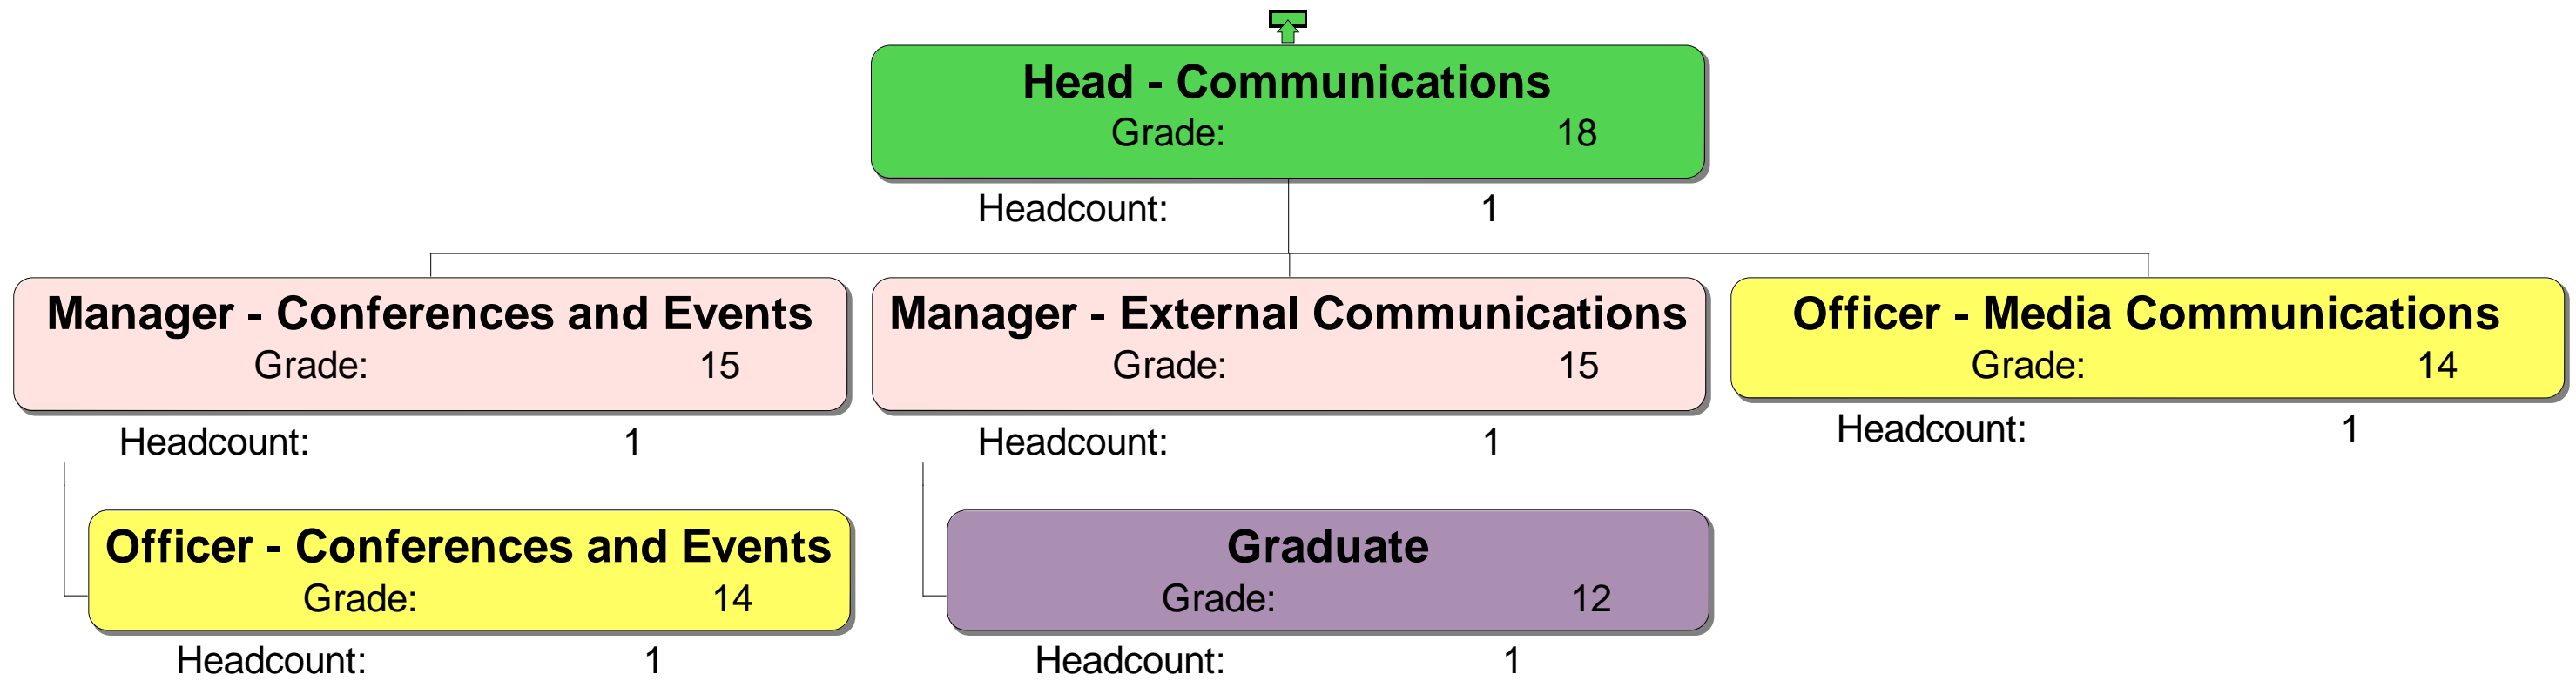 Head - Communications
Grade: 18
Headcount: 1
Manager - Conferences and Events
Grade: 15
Headcount: 1
Manager - External Communications
Grade: 15
Headcount: 1
Officer - Media Communications
Grade: 14
Headcount: 1
Officer - Conferences and Events
Grade: 14
Headcount: 1
Graduate
Grade: 12
Headcount: 1